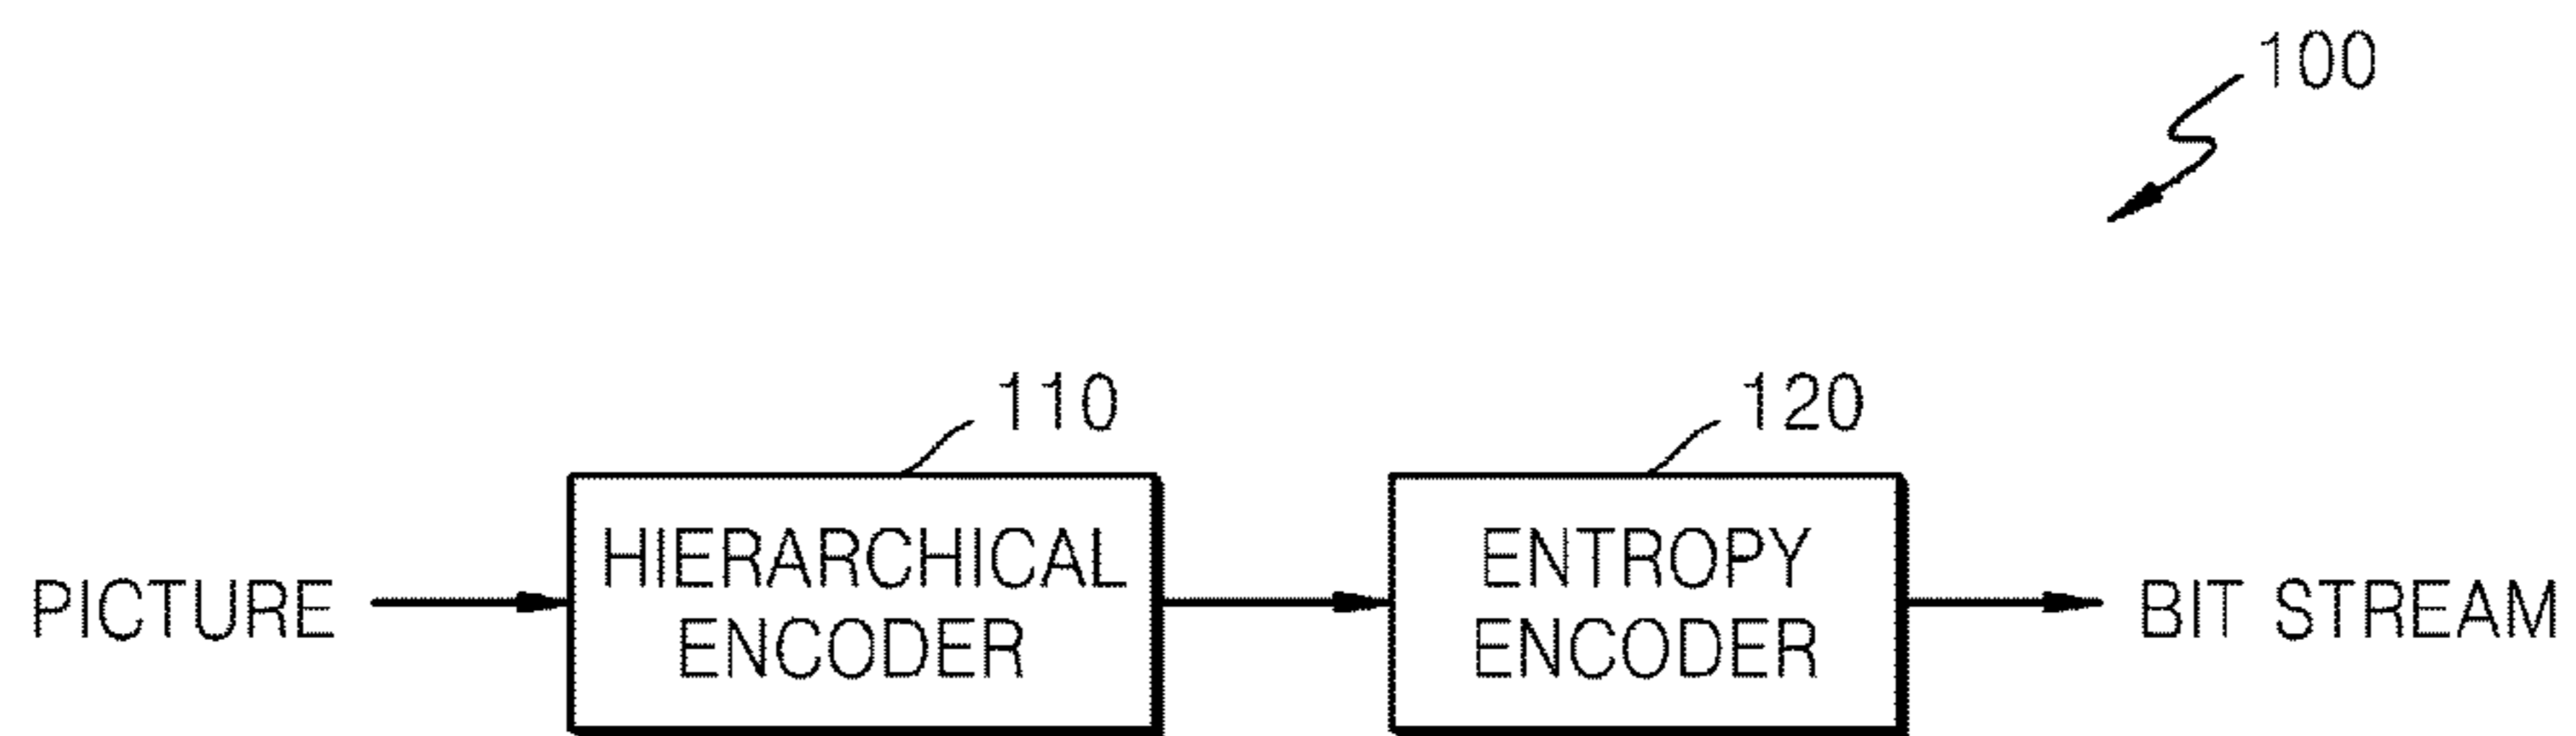 100
110
120
PICTURE
HIERARCHICAL
ENCODER
ENTROPY
ENCODER
BIT STREAM